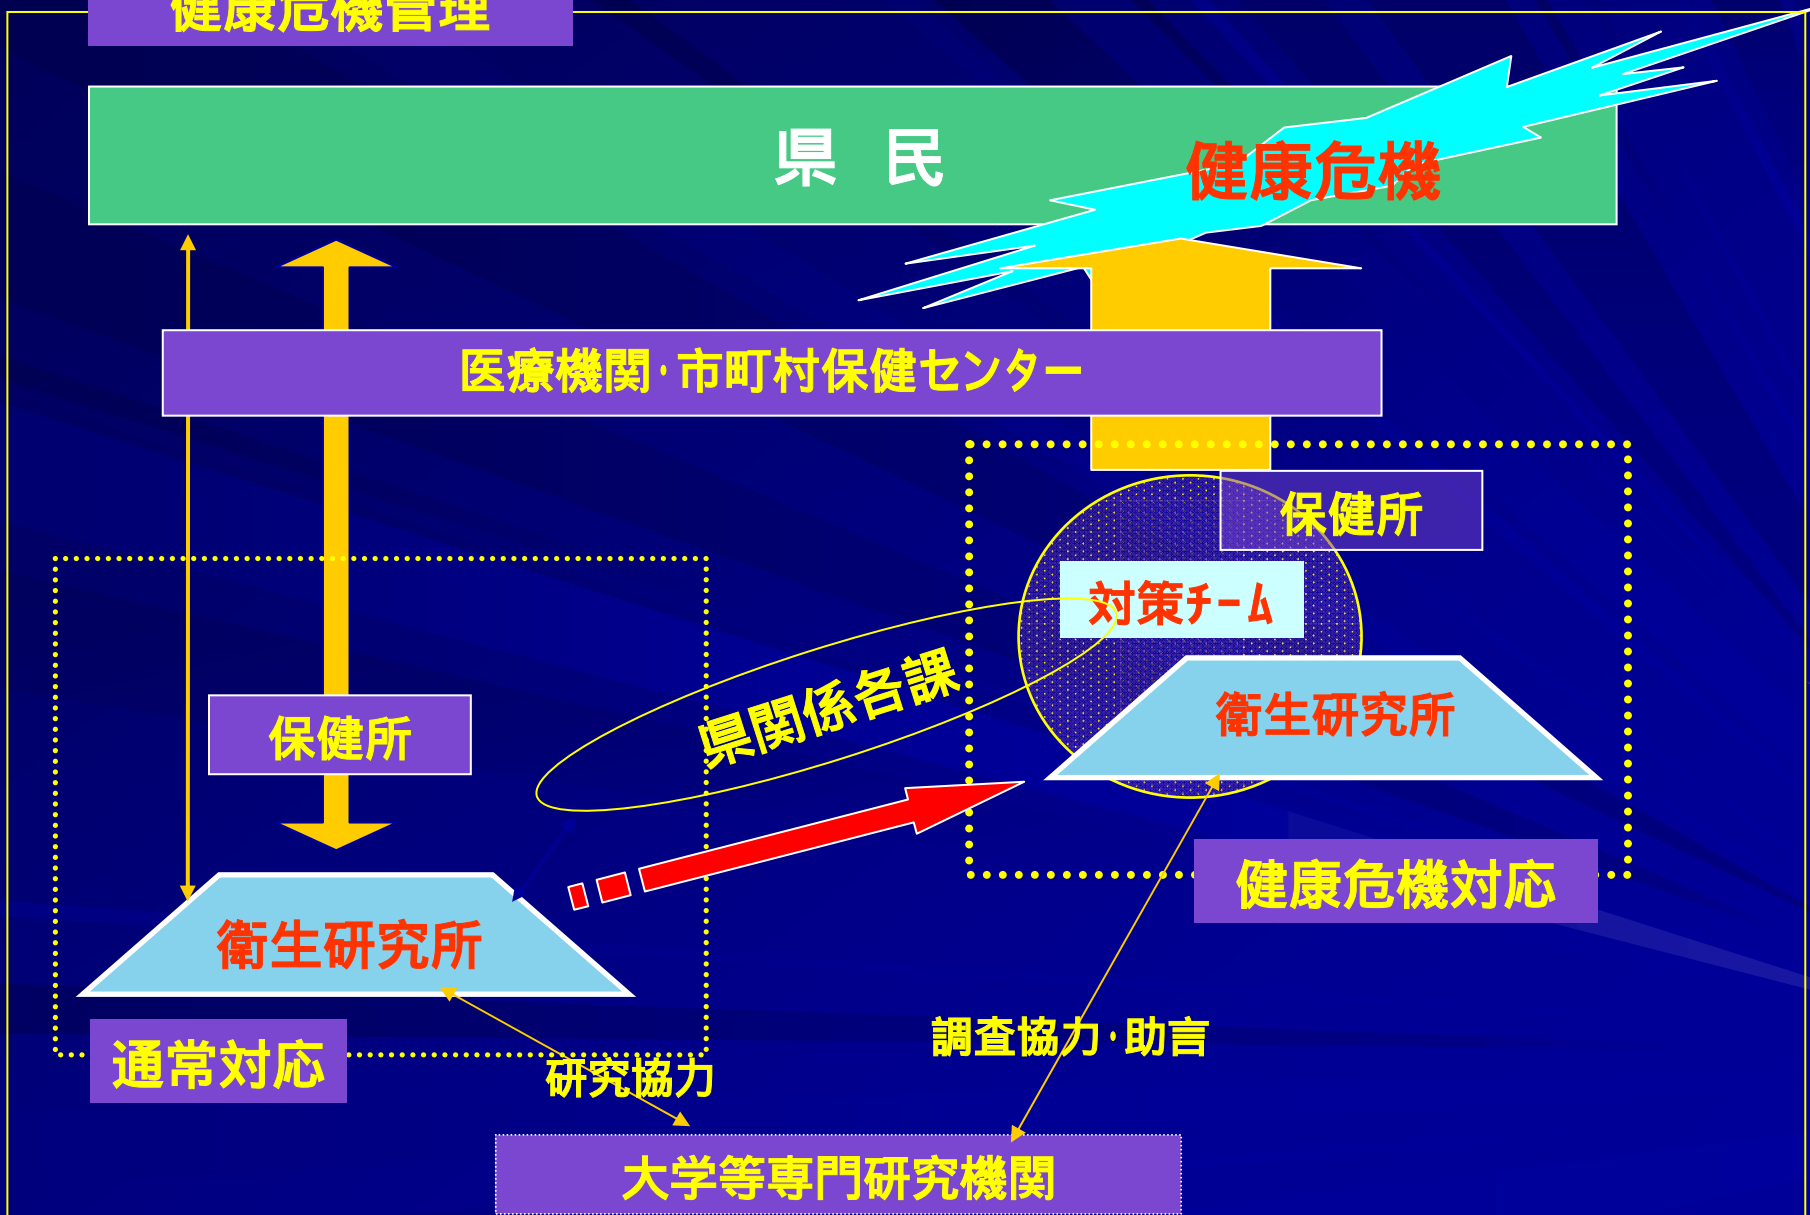 健康危機管理
県 民
健康危機
医療機関・市町村保健センター
保健所
対策チーム
衛生研究所
県関係各課
保健所
健康危機対応
衛生研究所
通常対応
調査協力・助言
研究協力
大学等専門研究機関